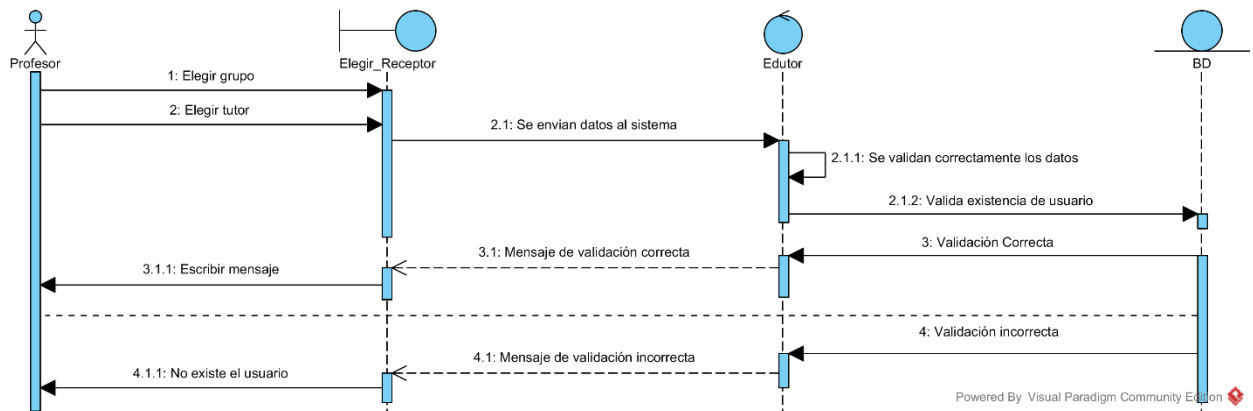 Profesor
Elegir_Receptor
Edutor
BD
1: Elegir grupo
2: Elegir tutor
2.1: Se envian datos al sistema
2.1.1: Se validan correctamente los datos
2.1.2: Valida existencia de usuario
3: Validación Correcta
3.1: Mensaje de validación correcta
3.1.1: Escribir mensaje
4: Validación incorrecta
4.1: Mensaje de validación incorrecta
4.1.1: No existe el usuario
Powered By Visual Paradigm Community Edition